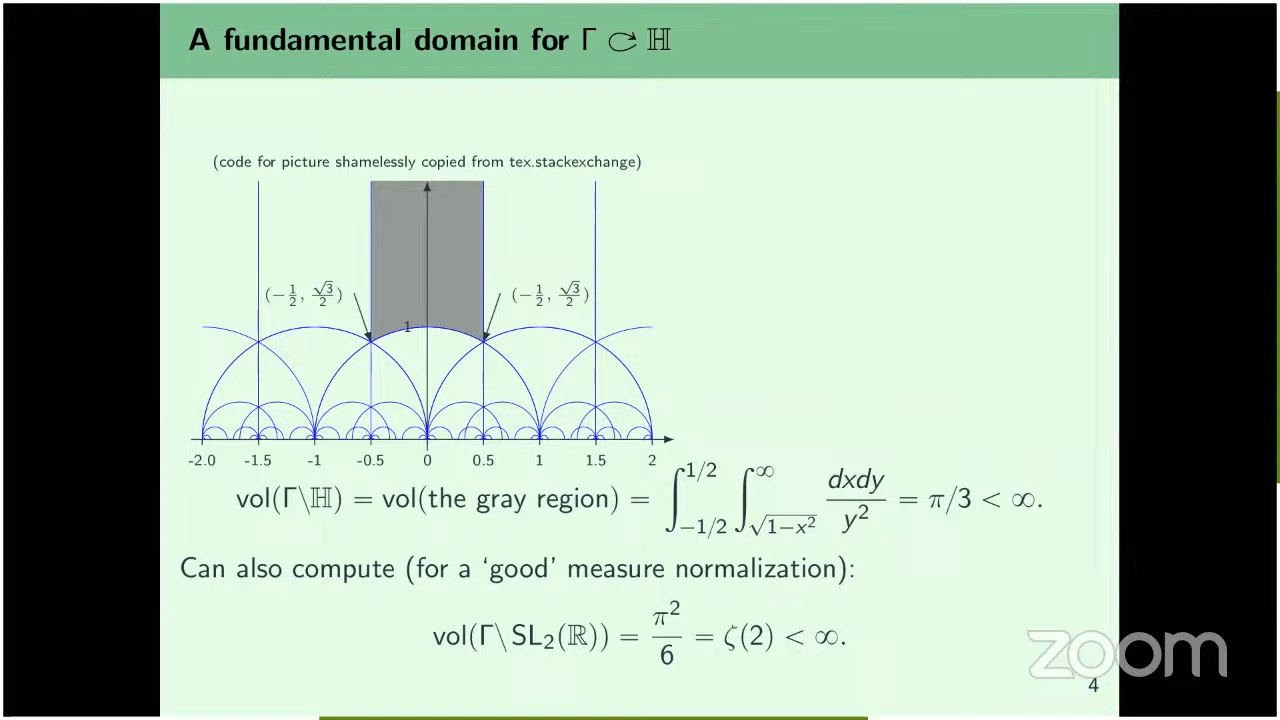 A fundamental domain for Γ ⟳ ℍ
(code for picture shamelessly copied from tex.stackexchange)
(−1/2, √3/2) (−1/2, √3/2)
1
-2.0 -1.5 -1 -0.5 0 0.5 1 1.5 2
vol(Γ\ℍ) = vol(the gray region) = ∫_{−1/2}^{1/2} ∫_{√(1−x²)}^{∞} dxdy/y² = π/3 < ∞.
Can also compute (for a ‘good’ measure normalization):
vol(Γ\SL₂(ℝ)) = π²/6 = ζ(2) < ∞.
zoom
4